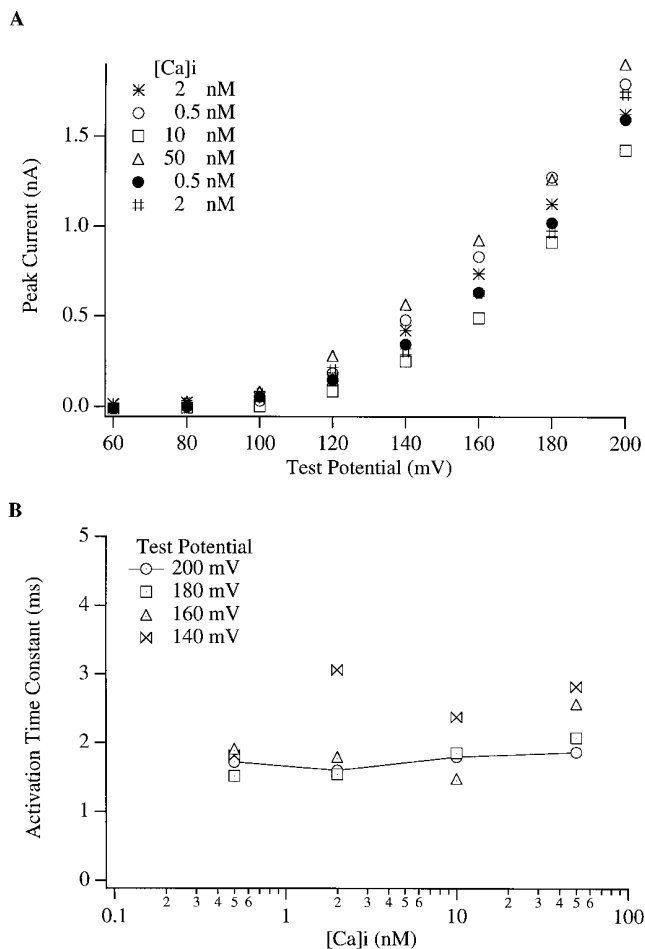 A
[Ca]i
2 nM
0.5 nM
10 nM
50 nM
0.5 nM
2 nM
Peak Current (nA)
1.5
1.0
0.5
0.0
60 80 100 120 140 160 180 200
Test Potential (mV)
B
Test Potential
200 mV
180 mV
160 mV
140 mV
Activation Time Constant (ms)
5
4
3
2
1
0
2 3 4 5 6 2 3 4 5 6 2 3 4 5 6
0.1 1 10 100
[Ca]i (nM)